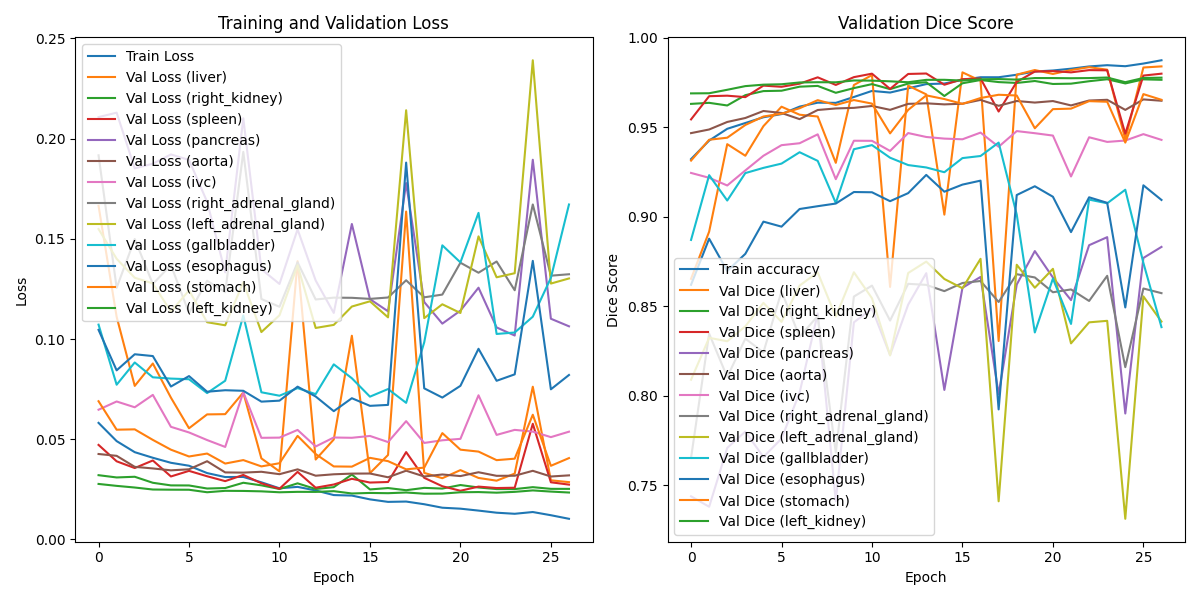 Training and Validation Loss
0.25
0.20
0.15
0.10
0.05
0.00
Loss
0
5
10
15
20
25
Epoch
Train Loss
Val Loss (liver)
Val Loss (right_kidney)
Val Loss (spleen)
Val Loss (pancreas)
Val Loss (aorta)
Val Loss (ivc)
Val Loss (right_adrenal_gland)
Val Loss (left_adrenal_gland)
Val Loss (gallbladder)
Val Loss (esophagus)
Val Loss (stomach)
Val Loss (left_kidney)
Validation Dice Score
1.00
0.95
0.90
0.85
0.80
0.75
Dice Score
0
5
10
15
20
25
Epoch
Train accuracy
Val Dice (liver)
Val Dice (right_kidney)
Val Dice (spleen)
Val Dice (pancreas)
Val Dice (aorta)
Val Dice (ivc)
Val Dice (right_adrenal_gland)
Val Dice (left_adrenal_gland)
Val Dice (gallbladder)
Val Dice (esophagus)
Val Dice (stomach)
Val Dice (left_kidney)